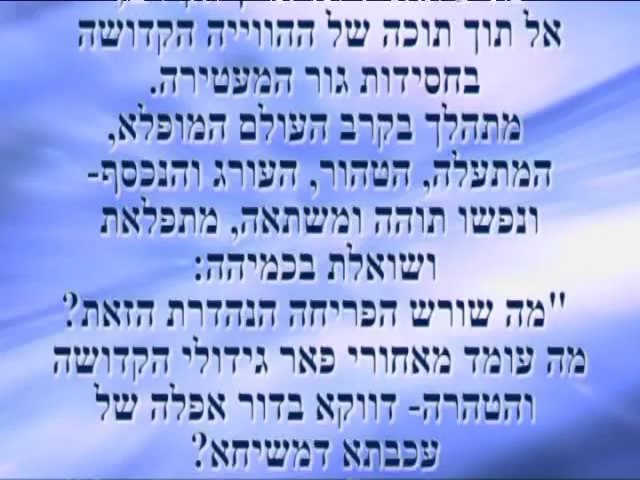 אל תוך תוכה של ההווייה הקדושה
בחסידות גור המעטירה.
מתהלך בקרב העולם המופלא,
המתעלה, הטהור, העורג והנכסף-
ונפשו תוהה ומשתאה, מתפלאת
ושואלת בכמיהה:
"מה שורש הפריחה הנהדרת הזאת?
מה עומד מאחורי פאר גידולי הקדושה
והטהרה- דווקא בדור אפלה של
עכבתא דמשיחא?